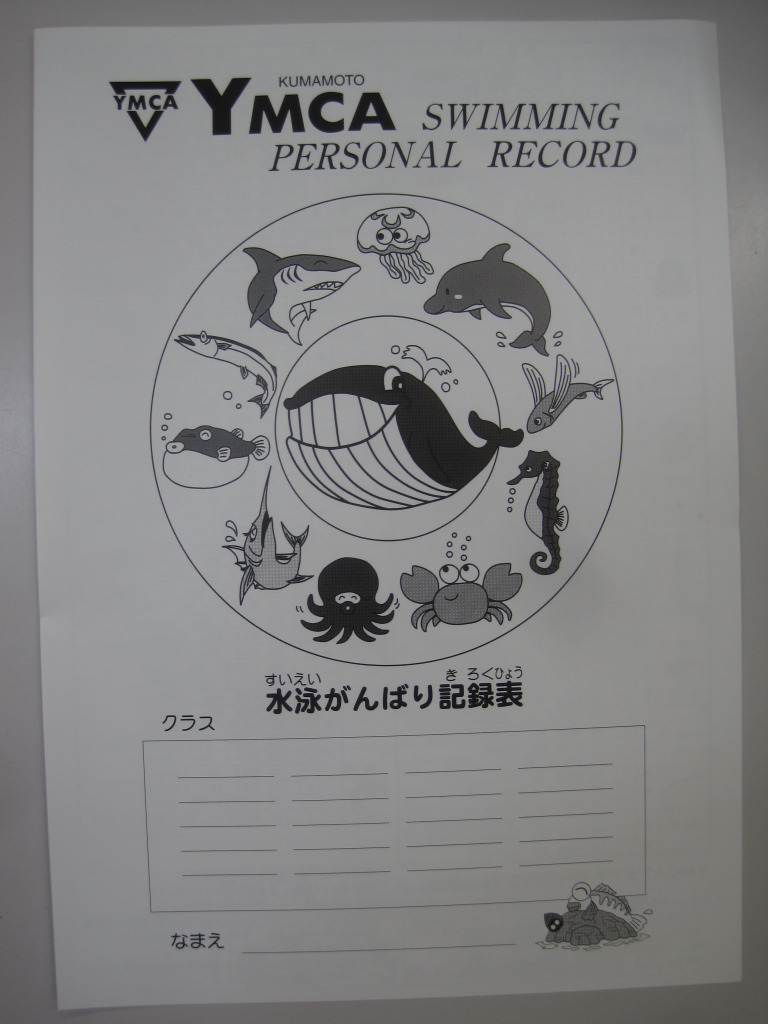 YMCA
KUMAMOTO
YMCA SWIMMING
PERSONAL RECORD
すいえい きろくひょう
水泳がんばり記録表
クラス
なまえ